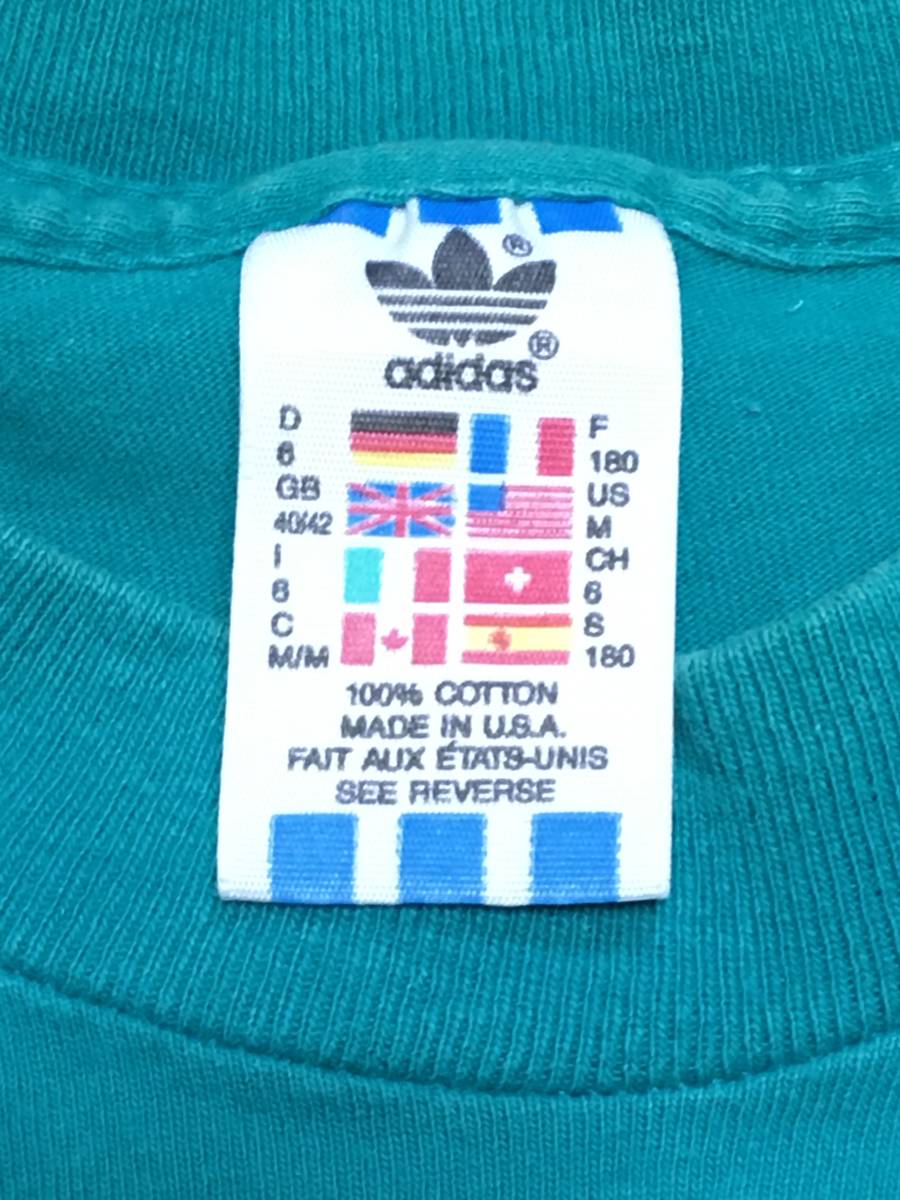 ®
®
adidas
D F
6 180
GB US
40/42 M
I CH
6 6
C S
M/M 180
100% COTTON
MADE IN U.S.A.
FAIT AUX ÉTATS-UNIS
SEE REVERSE